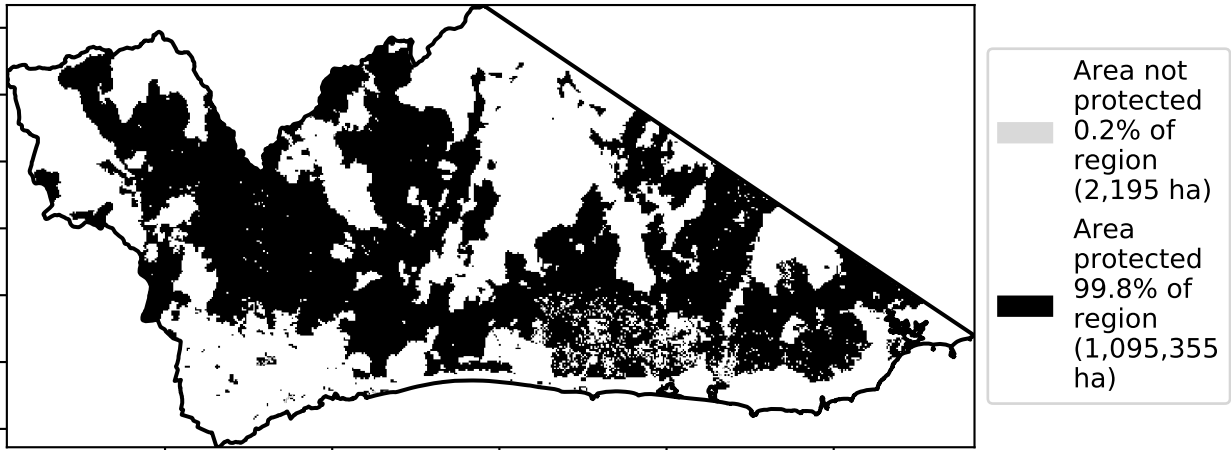 Area not
protected
0.2% of
region
(2,195 ha)
Area
protected
99.8% of
region
(1,095,355
ha)